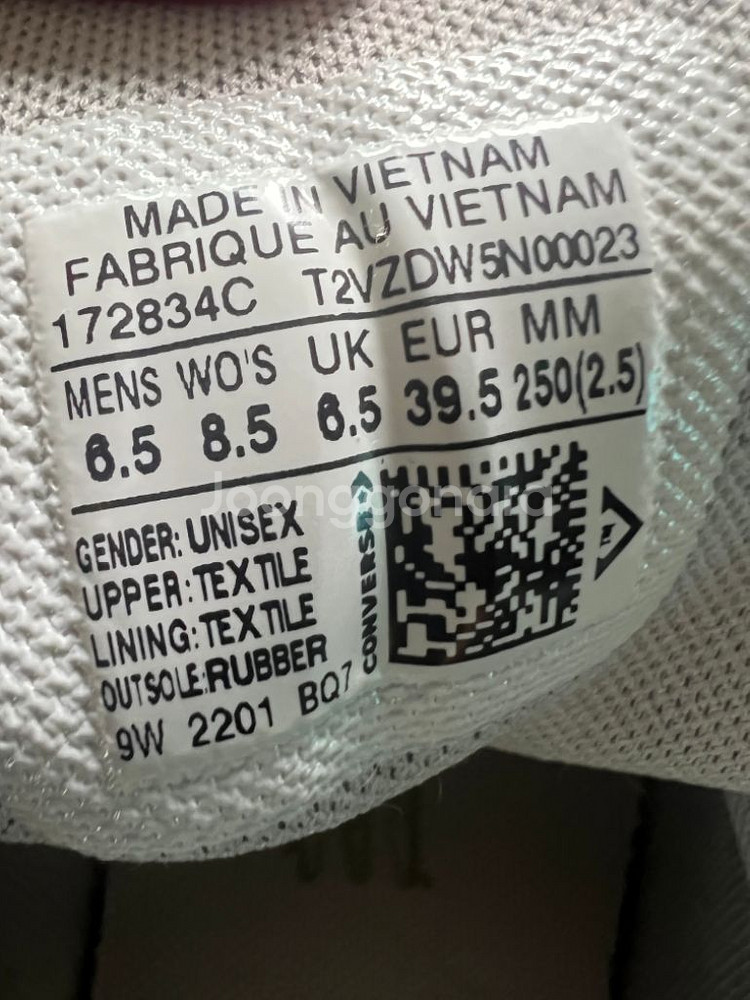 MADE IN VIETNAM
FABRIQUE AU VIETNAM
172834C T2VZDW5N00023
MENS WO'S UK EUR MM
6.5 8.5 6.5 39.5 250(2.5)
GENDER: UNISEX
UPPER: TEXTILE
LINING: TEXTILE
OUTSOLE: RUBBER
9W 2201 BQ7
CONVERSE
TM
Joonggonara